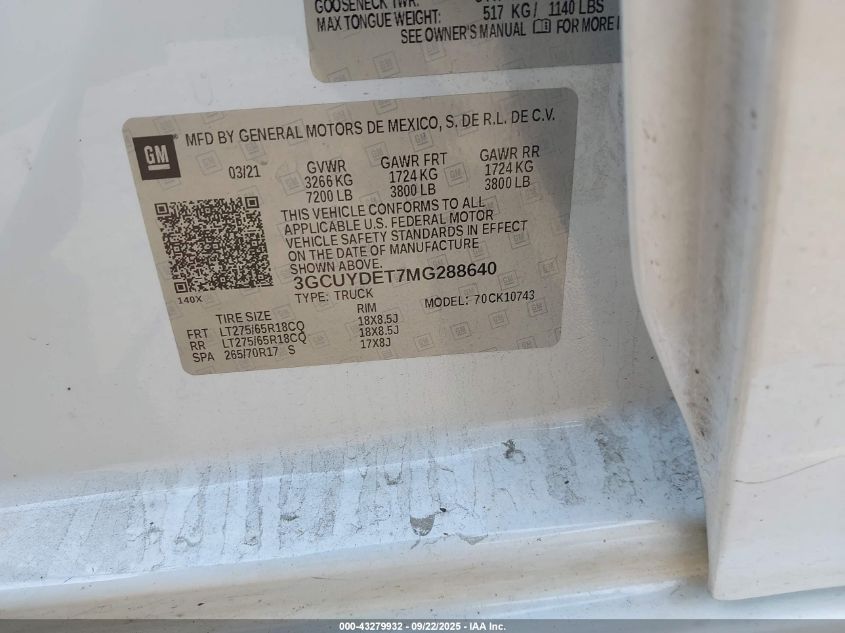 GOOSENECK TWR:
MAX TONGUE WEIGHT: 517 KG/ 1140 LBS
SEE OWNER'S MANUAL FOR MORE
GM
MFD BY GENERAL MOTORS DE MEXICO, S. DE R.L. DE C.V.
03/21 GVWR GAWR FRT GAWR RR
3266 KG 1724 KG 1724 KG
7200 LB 3800 LB 3800 LB
THIS VEHICLE CONFORMS TO ALL
APPLICABLE U.S. FEDERAL MOTOR
VEHICLE SAFETY STANDARDS IN EFFECT
ON THE DATE OF MANUFACTURE
SHOWN ABOVE.
3GCUYDET7MG288640
140X TYPE: TRUCK MODEL: 70CK10743
TIRE SIZE RIM
FRT LT275/65R18CQ 18X8.5J
RR LT275/65R18CQ 18X8.5J
SPA 265/70R17 S 17X8J
000-43279932 - 09/22/2025 - IAA Inc.